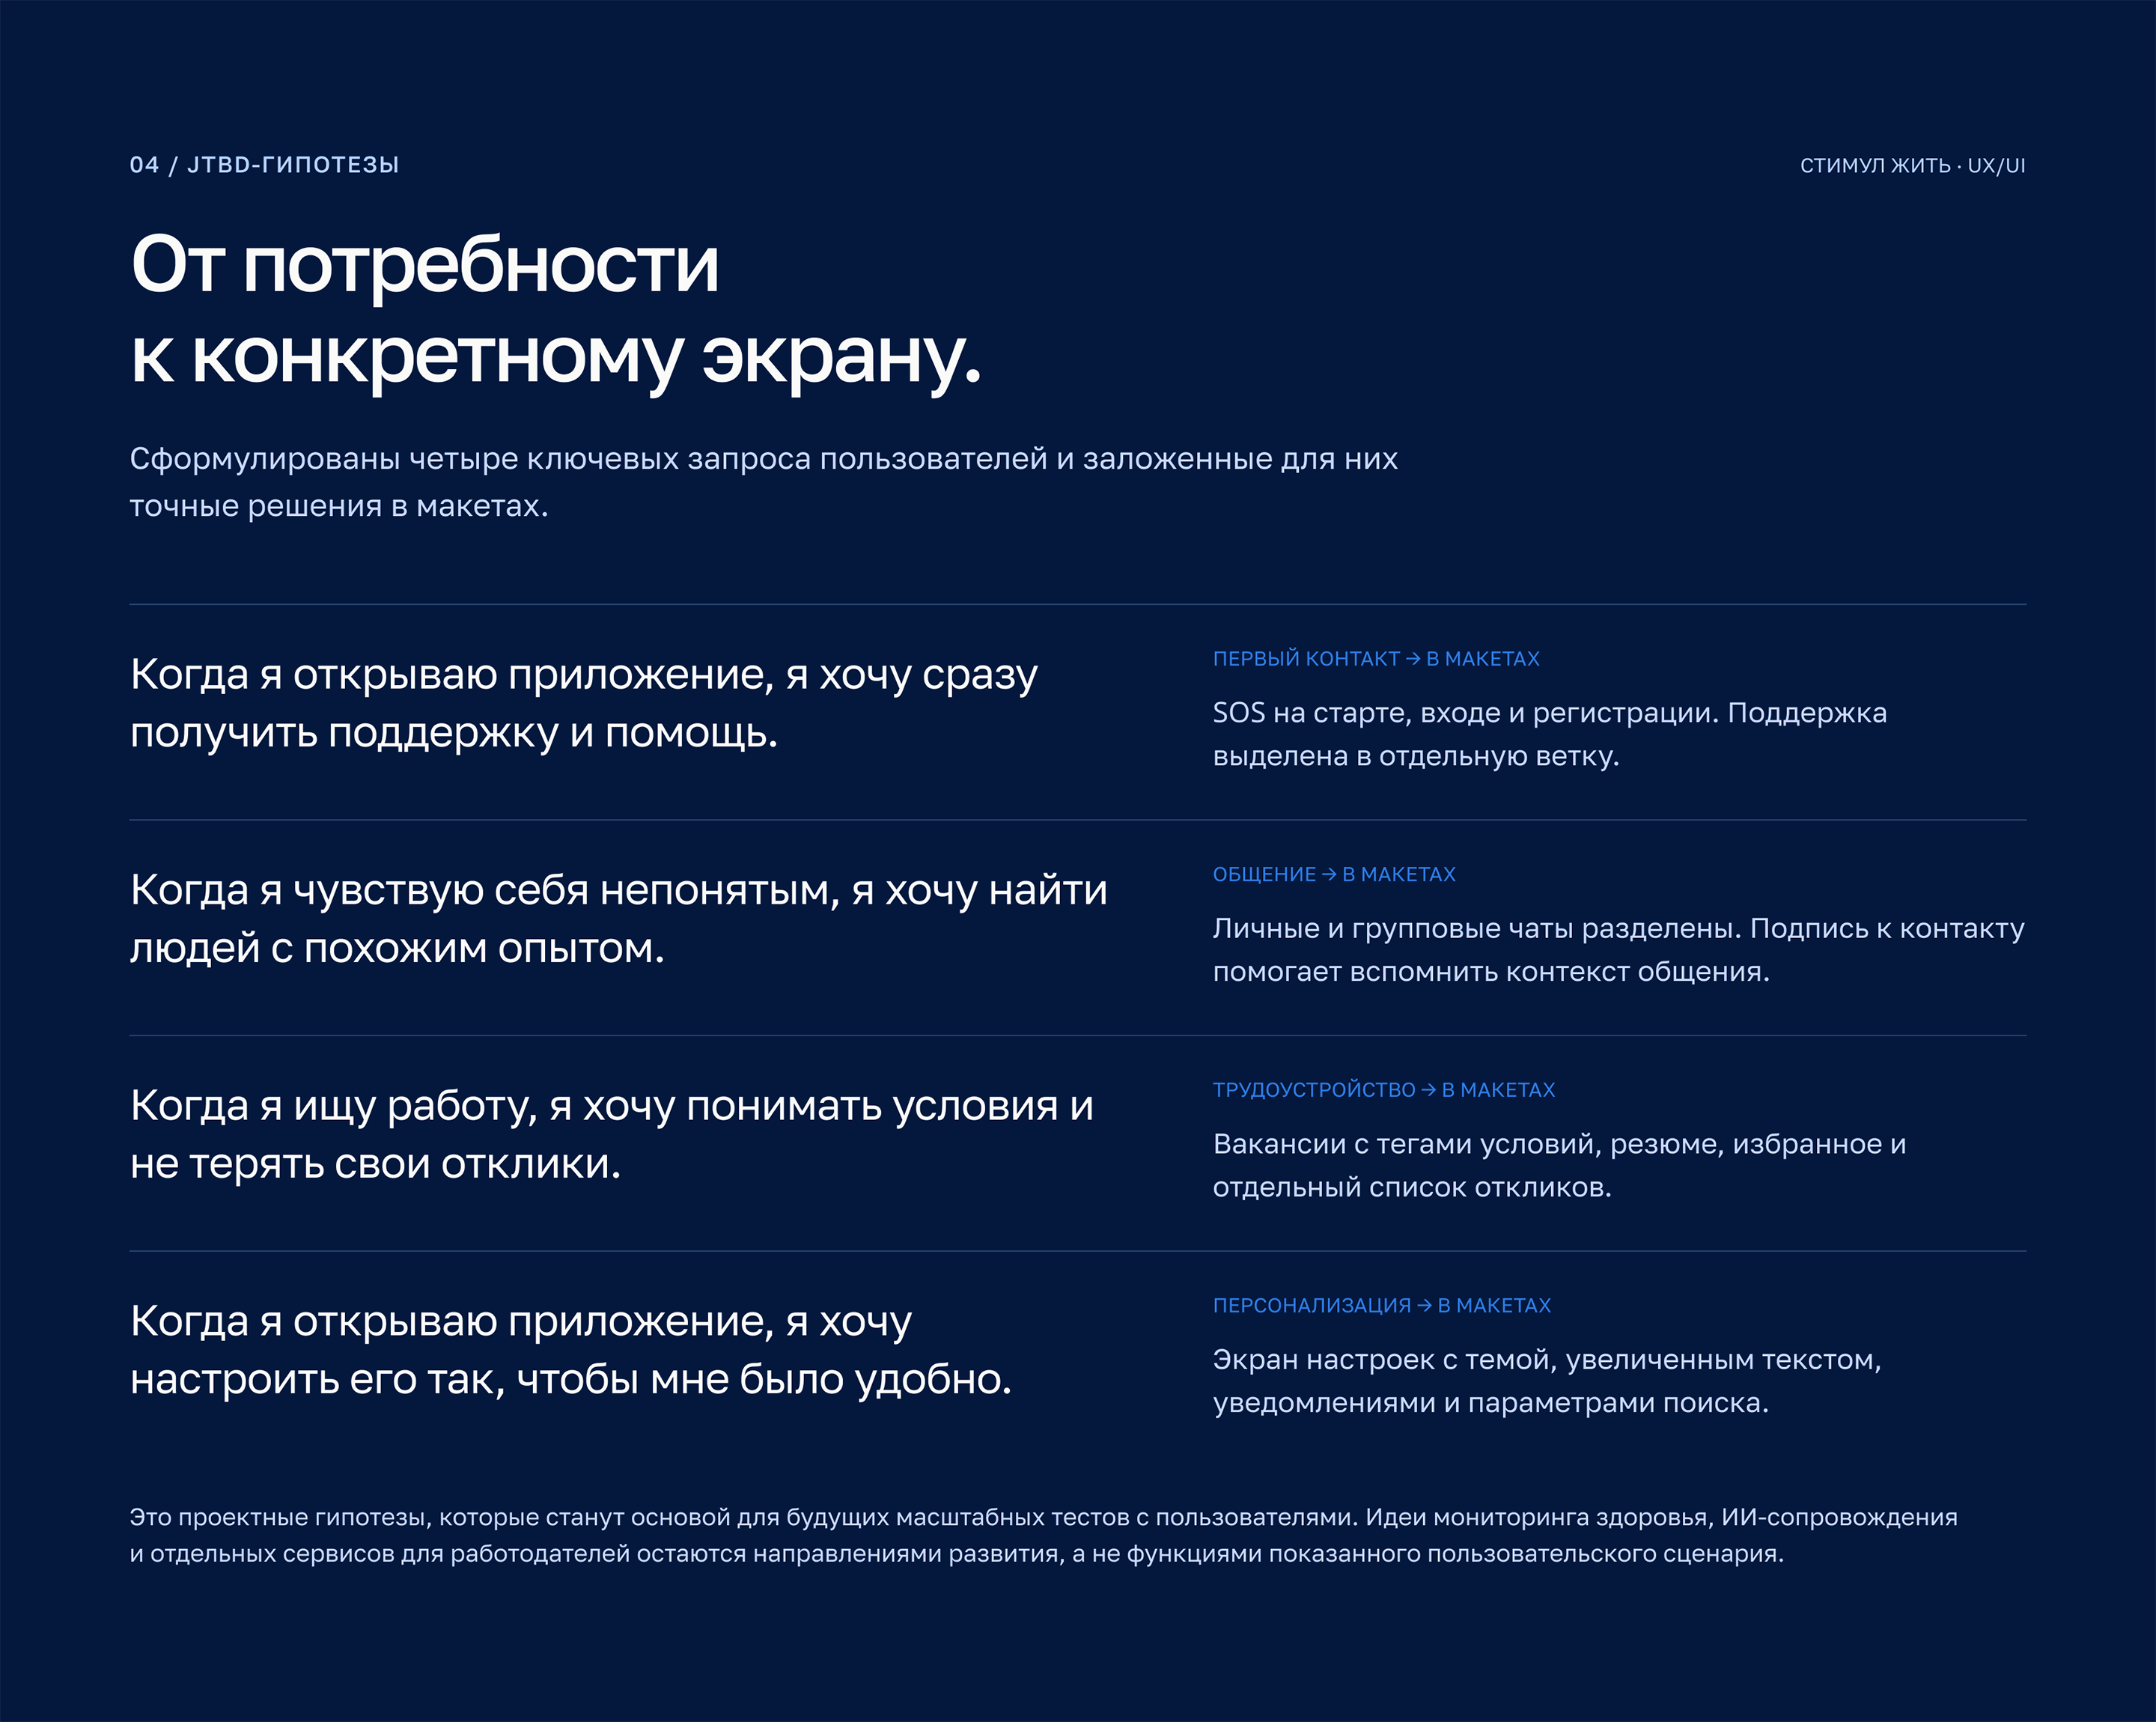 04 / JTBD-ГИПОТЕЗЫ
СТИМУЛ ЖИТЬ · UX/UI
От потребности
к конкретному экрану.
Сформулированы четыре ключевых запроса пользователей и заложенные для них
точные решения в макетах.
Когда я открываю приложение, я хочу сразу
получить поддержку и помощь.
ПЕРВЫЙ КОНТАКТ → В МАКЕТАХ
SOS на старте, входе и регистрации. Поддержка
выделена в отдельную ветку.
Когда я чувствую себя непонятым, я хочу найти
людей с похожим опытом.
ОБЩЕНИЕ → В МАКЕТАХ
Личные и групповые чаты разделены. Подпись к контакту
помогает вспомнить контекст общения.
Когда я ищу работу, я хочу понимать условия и
не терять свои отклики.
ТРУДОУСТРОЙСТВО → В МАКЕТАХ
Вакансии с тегами условий, резюме, избранное и
отдельный список откликов.
Когда я открываю приложение, я хочу
настроить его так, чтобы мне было удобно.
ПЕРСОНАЛИЗАЦИЯ → В МАКЕТАХ
Экран настроек с темой, увеличенным текстом,
уведомлениями и параметрами поиска.
Это проектные гипотезы, которые станут основой для будущих масштабных тестов с пользователями. Идеи мониторинга здоровья, ИИ-сопровождения
и отдельных сервисов для работодателей остаются направлениями развития, а не функциями показанного пользовательского сценария.